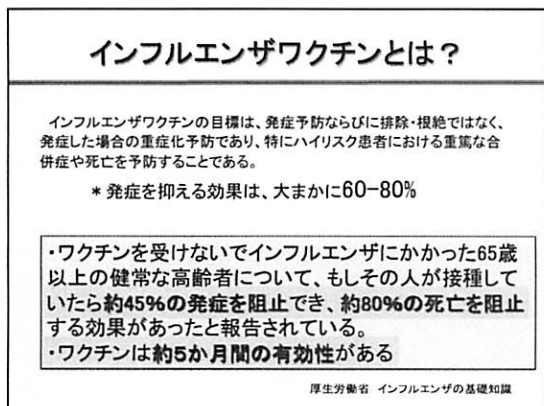 インフルエンザワクチンとは？
インフルエンザワクチンの目標は、発症予防ならびに排除・根絶ではなく、
発症した場合の重症化予防であり、特にハイリスク患者における重篤な合
併症や死亡を予防することである。
＊発症を抑える効果は、大まかに60-80%
・ワクチンを受けないでインフルエンザにかかった65歳
以上の健常な高齢者について、もしその人が接種して
いたら約45%の発症を阻止でき、約80%の死亡を阻止
する効果があったと報告されている。
・ワクチンは約5か月間の有効性がある
厚生労働省 インフルエンザの基礎知識